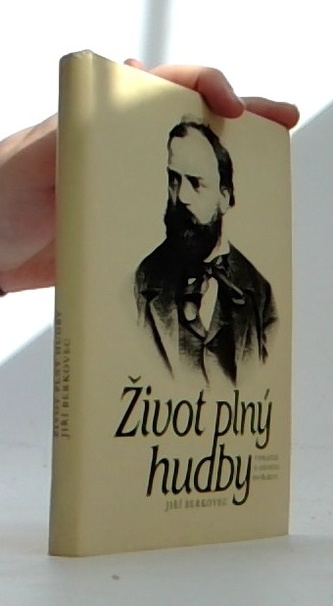 Život plný
hudby
JIŘÍ BERKOVEC
ŽIVOT PLNÝ HUDBY
JIŘÍ BERKOVEC